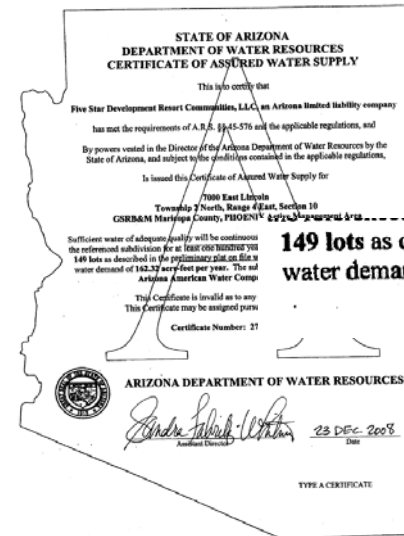 STATE OF ARIZONA
DEPARTMENT OF WATER RESOURCES
CERTIFICATE OF ASSURED WATER SUPPLY
This is to certify that
Five Star Development Resort Communities, LLC, an Arizona limited liability company
has met the requirements of A.R.S. §§45-576 and the applicable regulations, and
By powers vested in the Director of the Arizona Department of Water Resources by the
State of Arizona, and subject to the conditions contained in the applicable regulations,
Is issued this Certificate of Assured Water Supply for
7000 East Lincoln
Township 2 North, Range 4 East, Section 10
GSRB&M Maricopa County, PHOENIX Active Management Area
Sufficient water of adequate quality will be continuous
the referenced subdivision for at least one hundred yea
149 lots as described in the preliminary plat on file w
water demand of 162.32 acre-feet per year. The sul
Arizona American Water Comp
149 lots as
water dema
This Certificate is invalid as to any
This Certificate may be assigned pursu
Certificate Number: 27
ARIZONA DEPARTMENT OF WATER RESOURCES
Assistant Director
23 DEC. 2008
Date
TYPE A CERTIFICATE